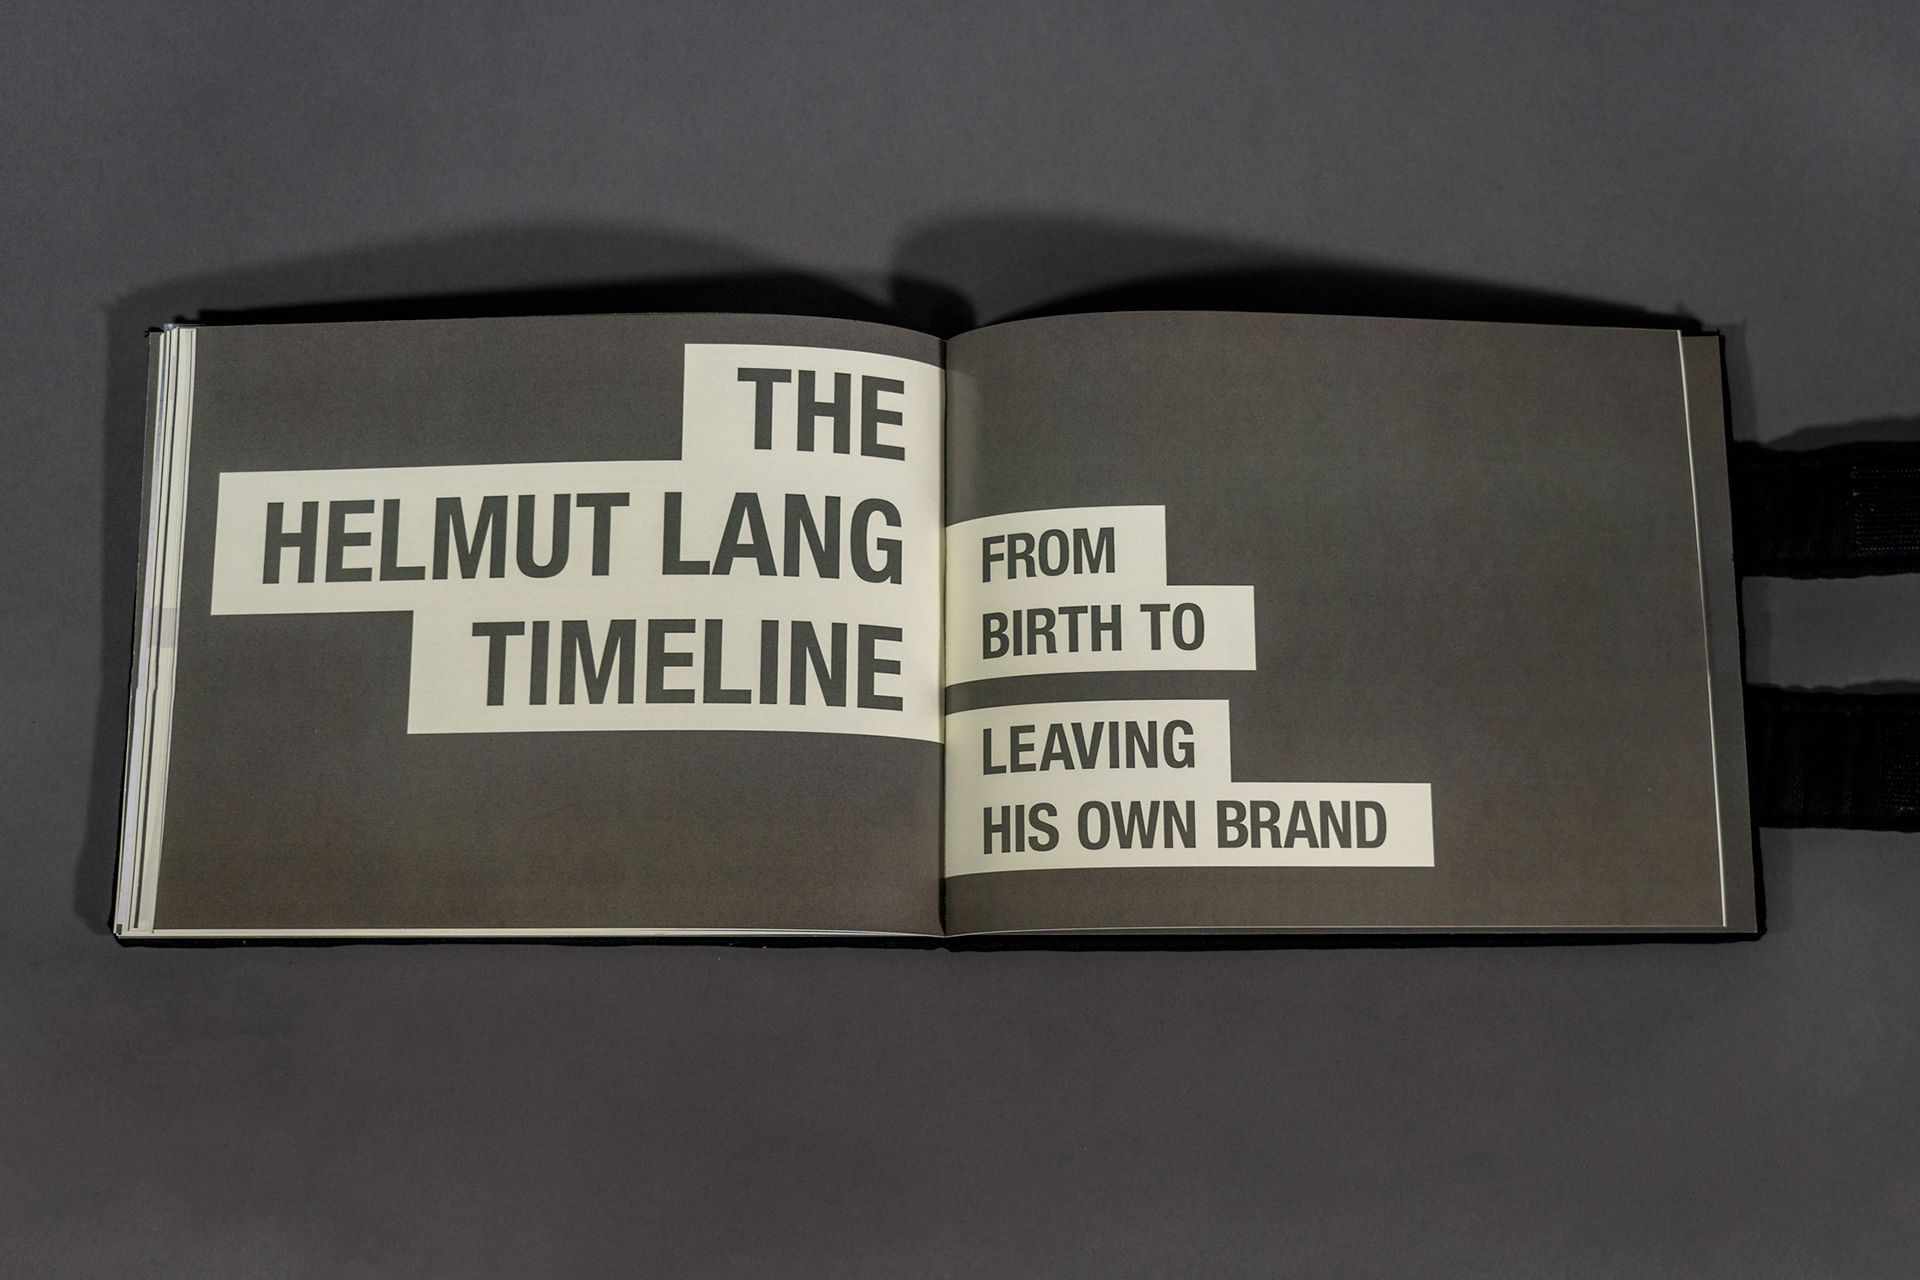 THE
HELMUT LANG
TIMELINE
FROM
BIRTH TO
LEAVING
HIS OWN BRAND